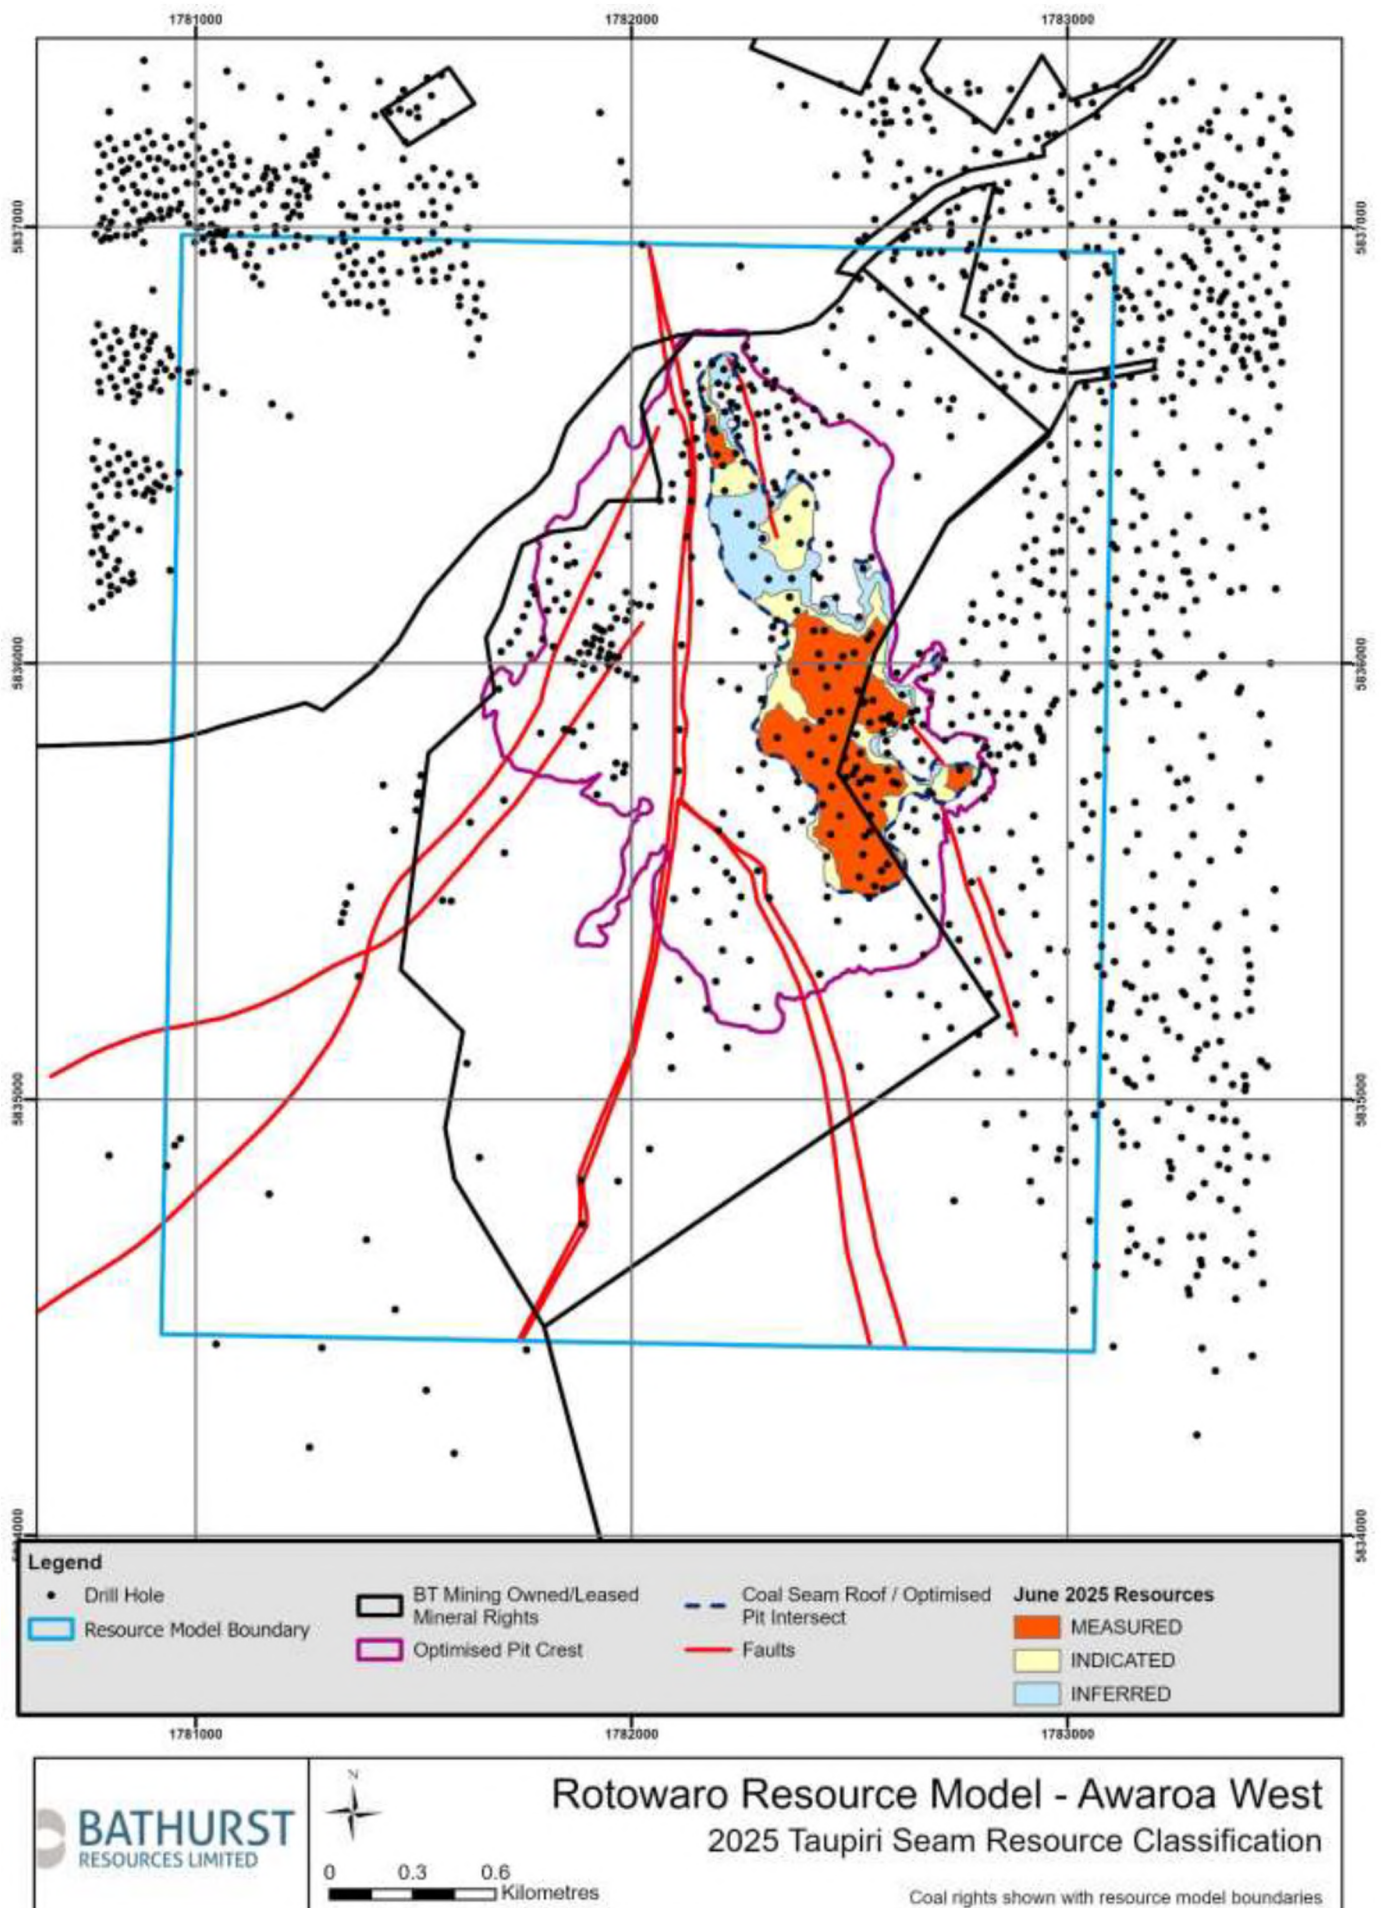 1781000
1782000
1783000
5837000
5837000
5836000
5836000
5835000
5835000
5834000
Legend
Drill Hole
Resource Model Boundary
BT Mining Owned/Leased
Mineral Rights
Optimised Pit Crest
Coal Seam Roof / Optimised
Pit Intersect
Faults
June 2025 Resources
MEASURED
INDICATED
INFERRED
1781000
1782000
1783000
BATHURST
RESOURCES LIMITED
N
0 0.3 0.6
Kilometres
Rotowaro Resource Model - Awaroa West
2025 Taupiri Seam Resource Classification
Coal rights shown with resource model boundaries